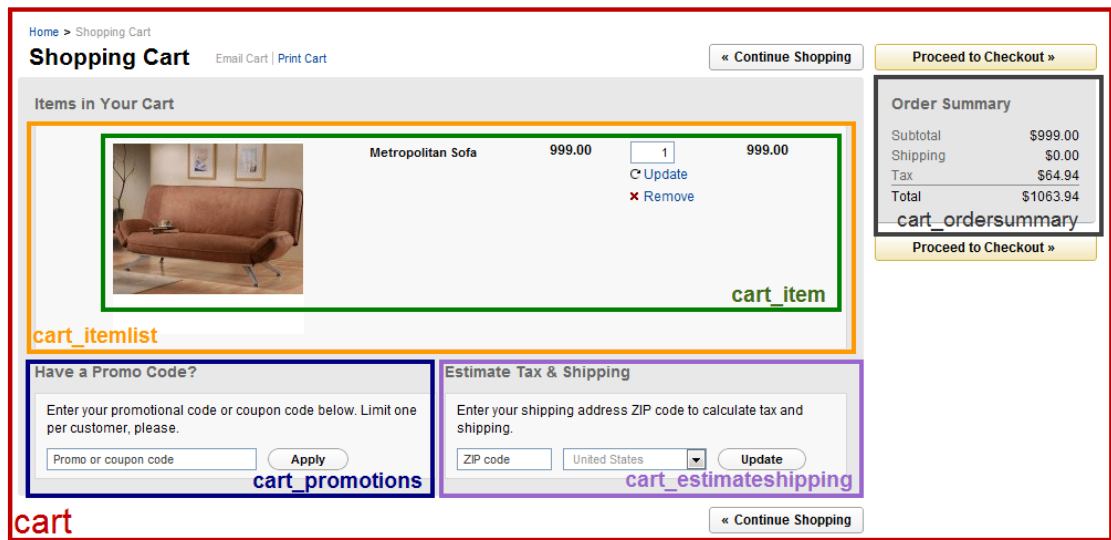 Home > Shopping Cart
Shopping Cart Email Cart | Print Cart « Continue Shopping Proceed to Checkout »
Items in Your Cart
Metropolitan Sofa 999.00 1 999.00
Update
Remove
cart_item
cart_itemlist
Order Summary
Subtotal $999.00
Shipping $0.00
Tax $64.94
Total $1063.94
cart_ordersummary
Proceed to Checkout »
Have a Promo Code?
Enter your promotional code or coupon code below. Limit one
per customer, please.
Promo or coupon code Apply
cart_promotions
Estimate Tax & Shipping
Enter your shipping address ZIP code to calculate tax and
shipping.
ZIP code United States Update
cart_estimateshipping
cart
« Continue Shopping